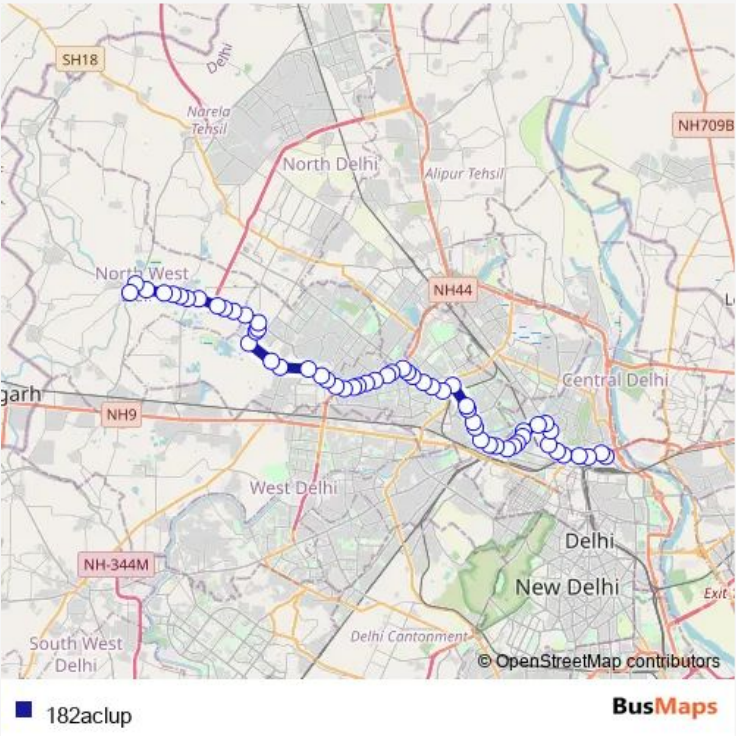 SH18
Delhi
Narela
Tehsil
NH709B
North Delhi
Alipur Tehsil
North West
NH44
Central Delhi
garh
NH9
West Delhi
Delhi
NH-344M
New Delhi
Exit
South West
Delhi
Delhi Cantonment
© OpenStreetMap contributors
182aclup
BusMaps